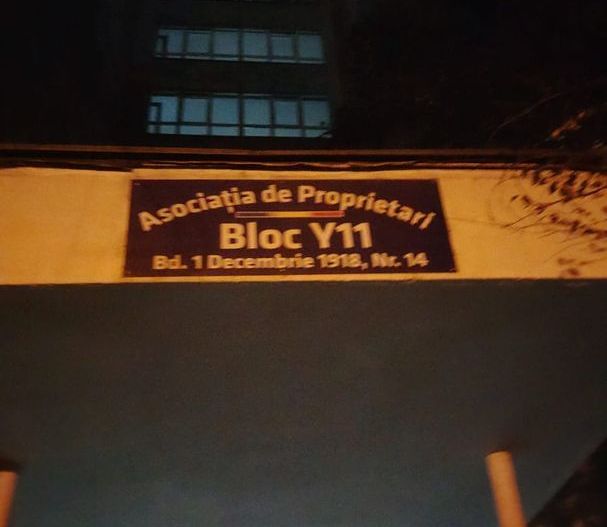 Asociația de Proprietari
Bloc Y11
Bd. 1 Decembrie 1918, Nr. 14